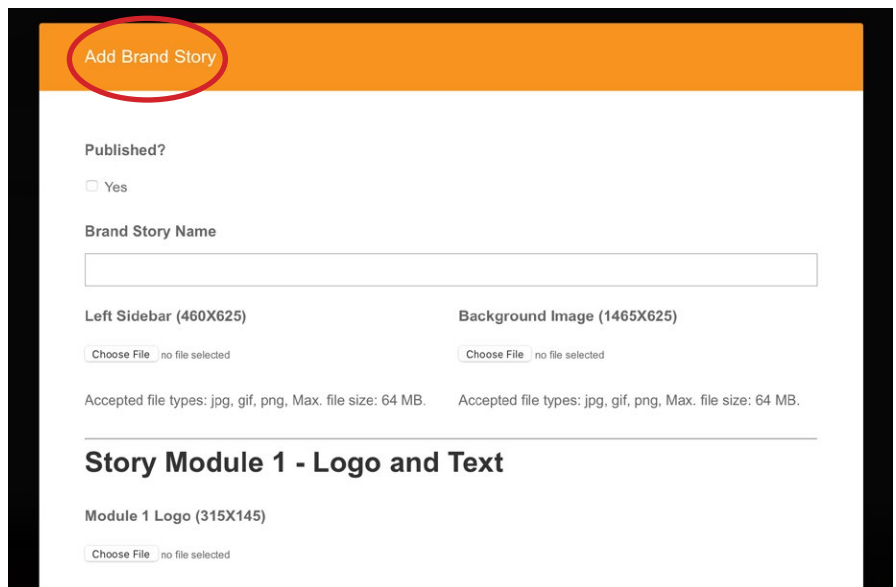 Add Brand Story
Published?
Yes
Brand Story Name
Left Sidebar (460X625)
Choose File no file selected
Accepted file types: jpg, gif, png, Max. file size: 64 MB.
Background Image (1465X625)
Choose File no file selected
Accepted file types: jpg, gif, png, Max. file size: 64 MB.
Story Module 1 - Logo and Text
Module 1 Logo (315X145)
Choose File no file selected